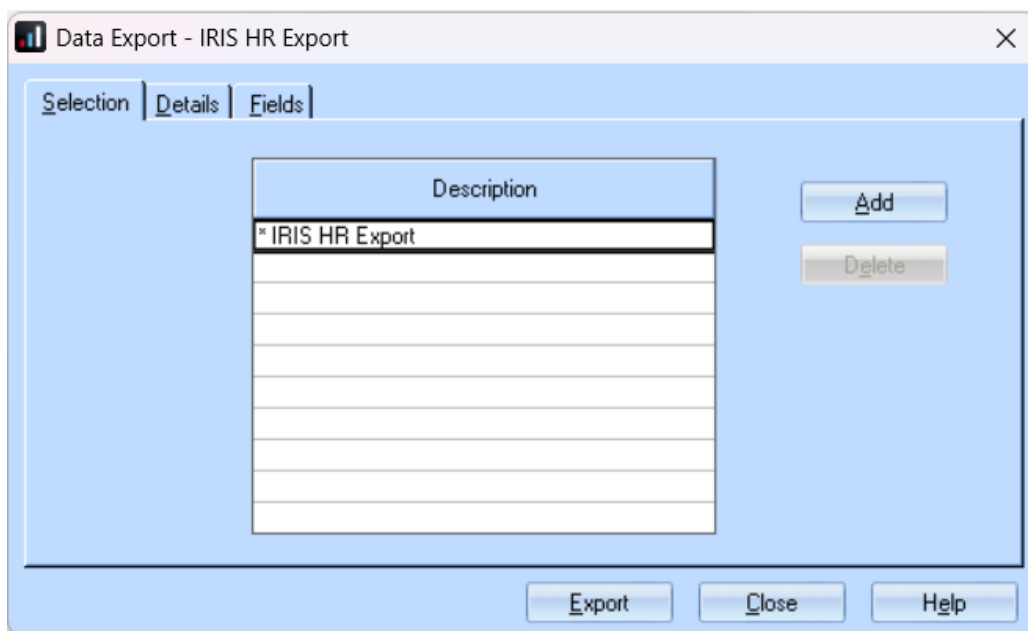 Data Export - IRIS HR Export
Selection Details Fields
Description
* IRIS HR Export
Add
Delete
Export Close Help